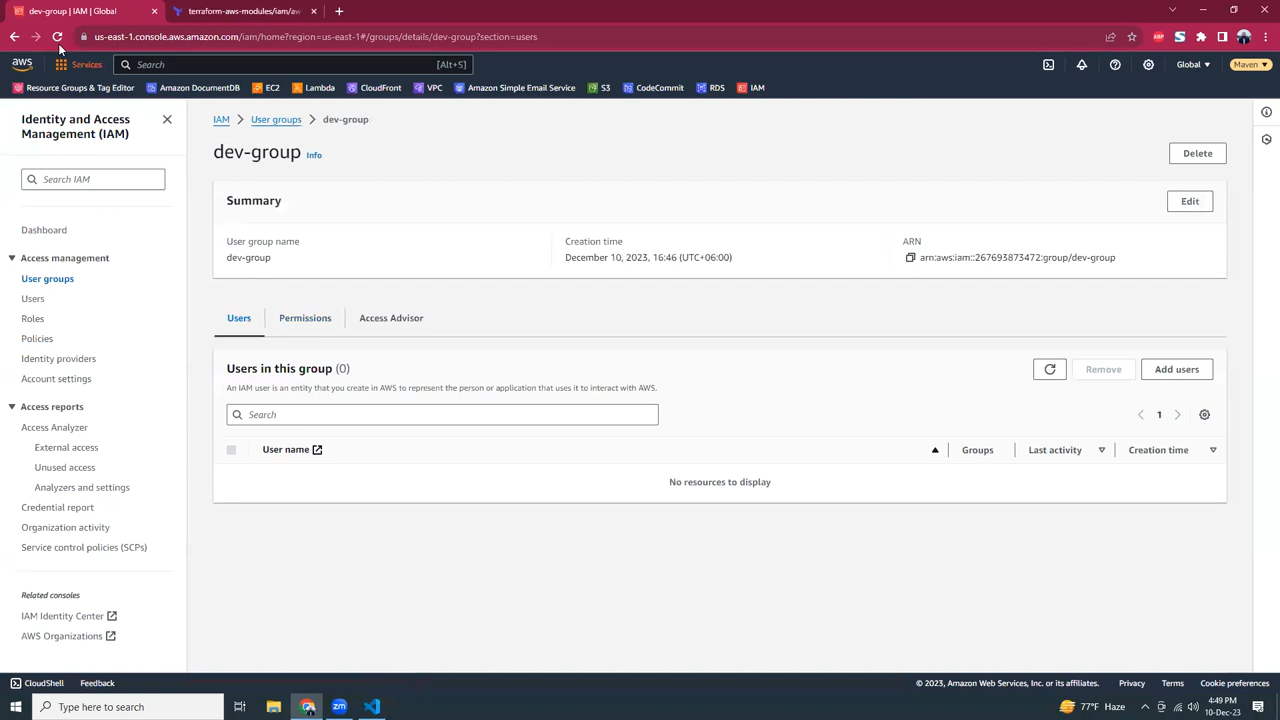 dev-group | IAM | Global
terraform-aws-modules/iam/aw
us-east-1.console.aws.amazon.com/iam/home?region=us-east-1#/groups/details/dev-group?section=users
aws
Services
Search
[Alt+S]
Global
Maven
Resource Groups & Tag Editor
Amazon DocumentDB
EC2
Lambda
CloudFront
VPC
Amazon Simple Email Service
S3
CodeCommit
RDS
IAM
Identity and Access
Management (IAM)
Search IAM
Dashboard
Access management
User groups
Users
Roles
Policies
Identity providers
Account settings
Access reports
Access Analyzer
External access
Unused access
Analyzers and settings
Credential report
Organization activity
Service control policies (SCPs)
Related consoles
IAM Identity Center
AWS Organizations
IAM
User groups
dev-group
dev-group
Info
Delete
Summary
Edit
User group name
dev-group
Creation time
December 10, 2023, 16:46 (UTC+06:00)
ARN
arn:aws:iam::267693873472:group/dev-group
Users
Permissions
Access Advisor
Users in this group (0)
An IAM user is an entity that you create in AWS to represent the person or application that uses it to interact with AWS.
Remove
Add users
Search
1
User name
Groups
Last activity
Creation time
No resources to display
CloudShell
Feedback
© 2023, Amazon Web Services, Inc. or its affiliates.
Privacy
Terms
Cookie preferences
Type here to search
zm
77°F Haze
4:49 PM
10-Dec-23